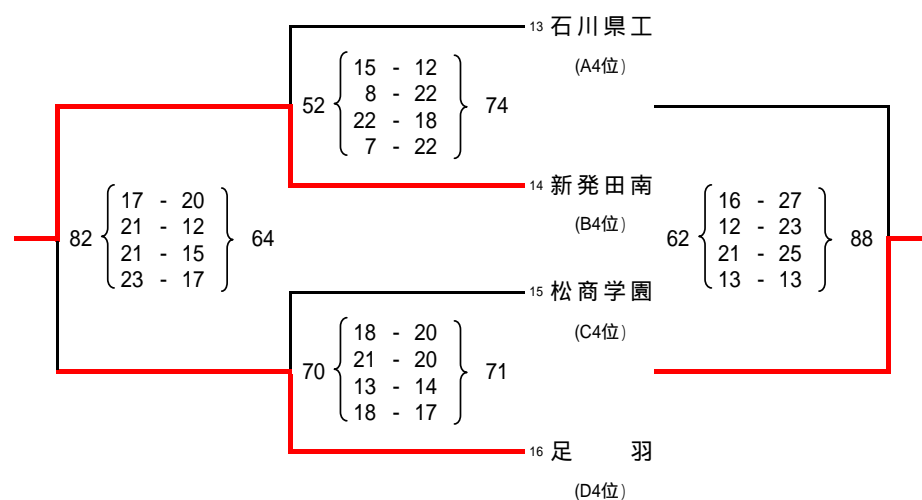 13 石川県工
(A4位)
52 74
15 - 12
8 - 22
22 - 18
7 - 22
14 新発田南
(B4位)
82 64
17 - 20
21 - 12
21 - 15
23 - 17
62 88
16 - 27
12 - 23
21 - 25
13 - 13
15 松商学園
(C4位)
70 71
18 - 20
21 - 20
13 - 14
18 - 17
16 足 羽
(D4位)